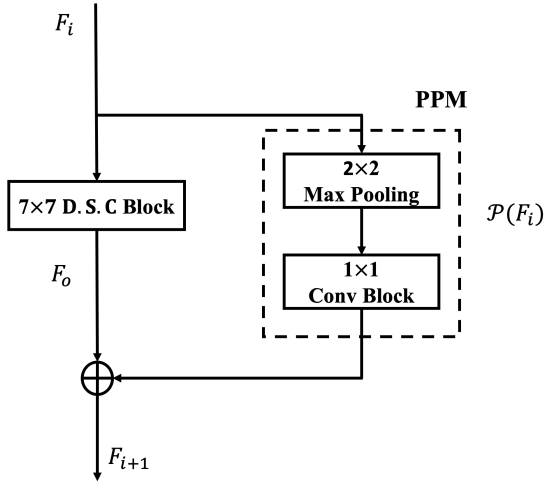 F_i
PPM
2×2
Max Pooling
7×7 D. S. C Block
𝒫(F_i)
1×1
Conv Block
F_o
F_{i+1}